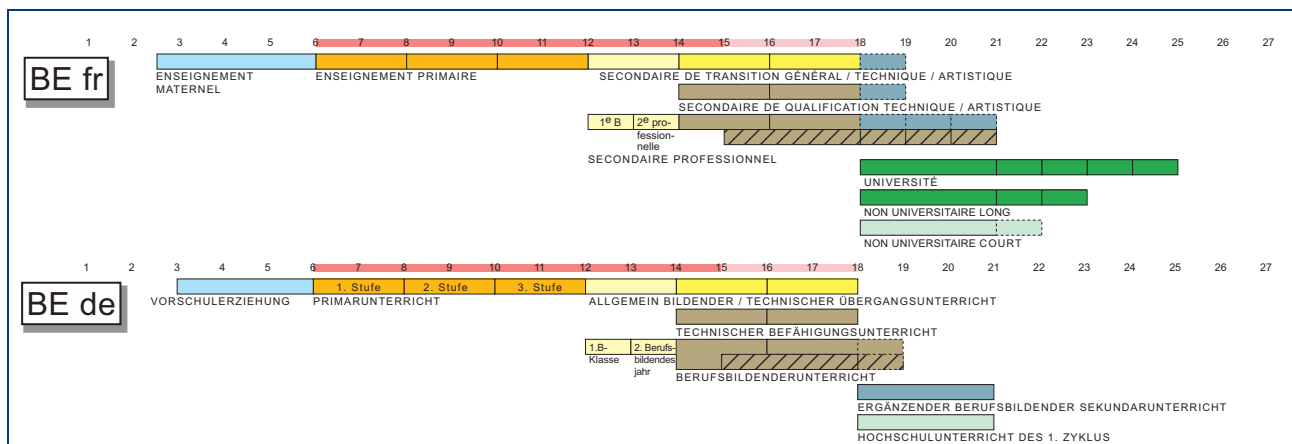 1 2 3 4 5 6 7 8 9 10 11 12 13 14 15 16 17 18 19 20 21 22 23 24 25 26 27
BE fr
ENSEIGNEMENT
MATERNEL
ENSEIGNEMENT PRIMAIRE
SECONDAIRE DE TRANSITION GÉNÉRAL / TECHNIQUE / ARTISTIQUE
SECONDAIRE DE QUALIFICATION TECHNIQUE / ARTISTIQUE
1e B
2e pro-
fession-
nelle
SECONDAIRE PROFESSIONNEL
UNIVERSITÉ
NON UNIVERSITAIRE LONG
NON UNIVERSITAIRE COURT
1 2 3 4 5 6 7 8 9 10 11 12 13 14 15 16 17 18 19 20 21 22 23 24 25 26 27
BE de
1. Stufe 2. Stufe 3. Stufe
VORSCHULERZIEHUNG
PRIMARUNTERRICHT
ALLGEMEIN BILDENDER / TECHNISCHER ÜBERGANGSUNTERRICHT
TECHNISCHER BEFÄHIGUNGSUNTERRICHT
1.B-
Klasse
2. Berufs-
bildendes
jahr
BERUFSBILDENDERUNTERRICHT
ERGÄNZENDER BERUFSBILDENDER SEKUNDARUNTERRICHT
HOCHSCHULUNTERRICHT DES 1. ZYKLUS